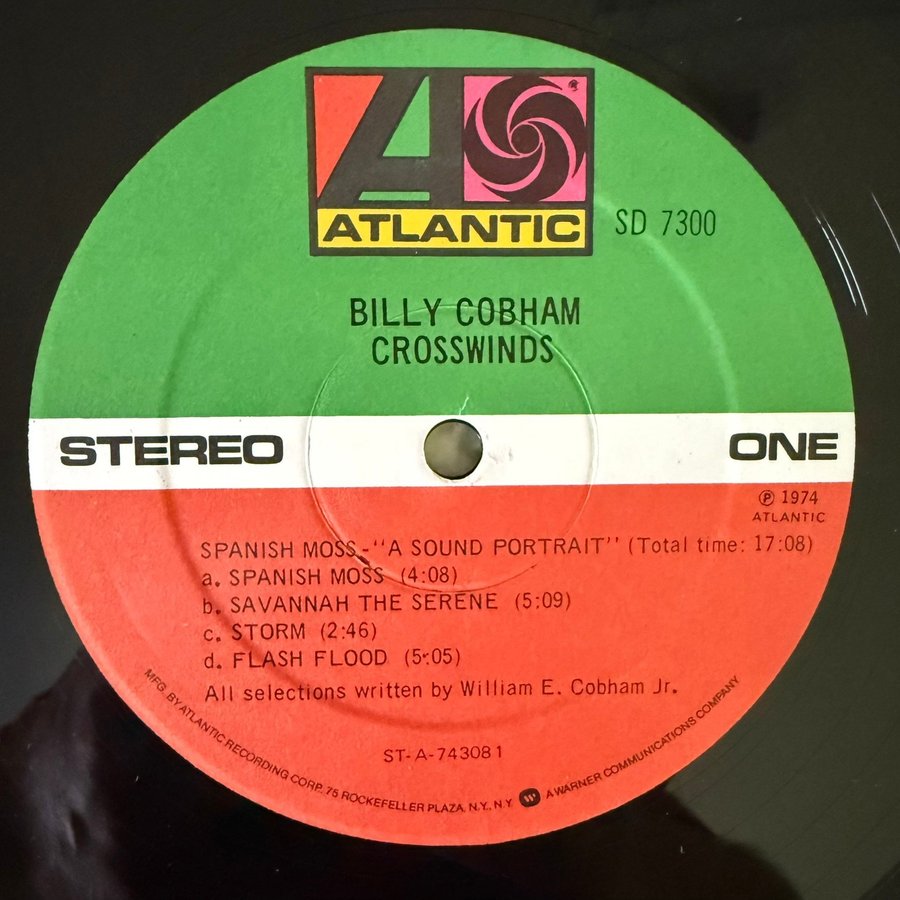 A
ATLANTIC
SD 7300
BILLY COBHAM
CROSSWINDS
STEREO
ONE
Ⓟ 1974
ATLANTIC
SPANISH MOSS-"A SOUND PORTRAIT" (Total time: 17:08)
a. SPANISH MOSS (4:08)
b. SAVANNAH THE SERENE (5:09)
c. STORM (2:46)
d. FLASH FLOOD (5:05)
All selections written by William E. Cobham Jr.
ST-A-743081
MFG. BY ATLANTIC RECORDING CORP. 75 ROCKEFELLER PLAZA, N.Y., N.Y. W A WARNER COMMUNICATIONS COMPANY